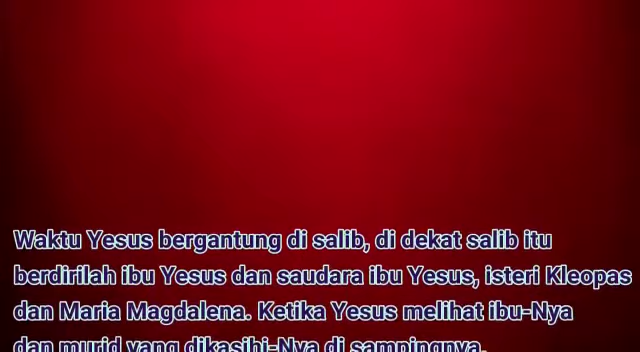 Waktu Yesus bergantung di salib, di dekat salib itu
berdirilah ibu Yesus dan saudara ibu Yesus, isteri Kleopas
dan Maria Magdalena. Ketika Yesus melihat ibu-Nya
dan murid yang dikasihi-Nya di sampingnya,